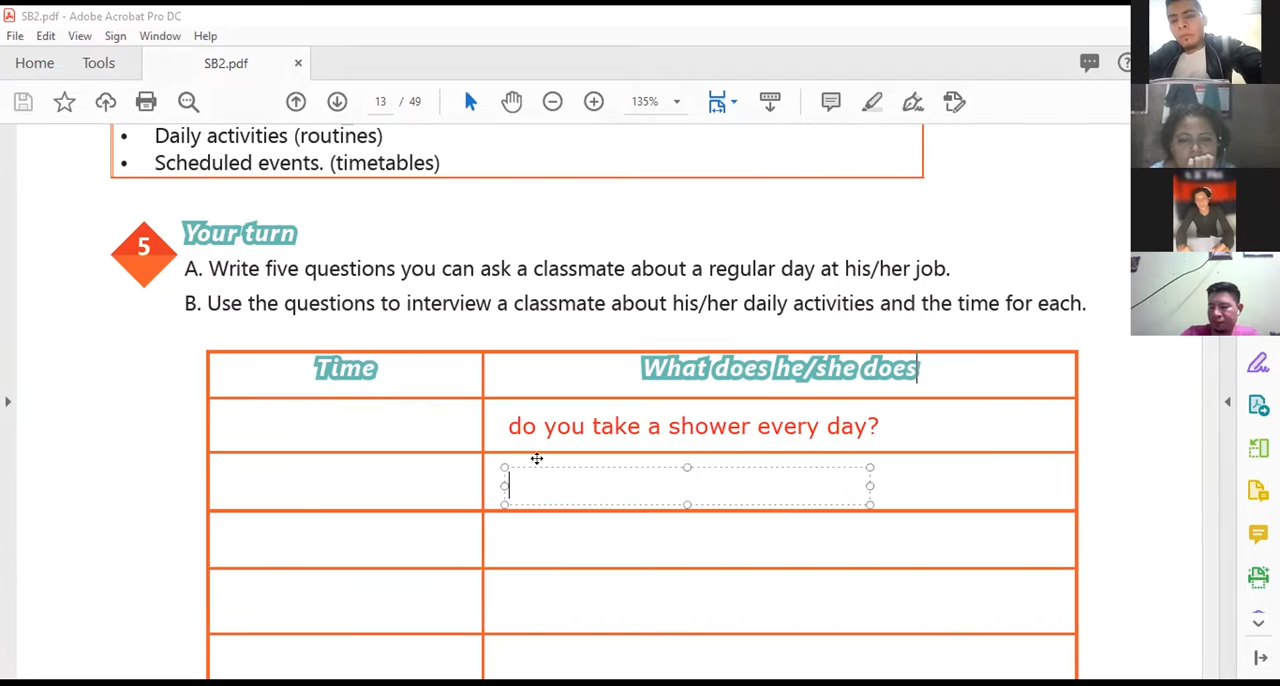 SB2.pdf - Adobe Acrobat Pro DC
File Edit View Sign Window Help
Home Tools SB2.pdf ×
13 / 49 135%
• Daily activities (routines)
• Scheduled events. (timetables)
5 Your turn
A. Write five questions you can ask a classmate about a regular day at his/her job.
B. Use the questions to interview a classmate about his/her daily activities and the time for each.
Time What does he/she does
do you take a shower every day?